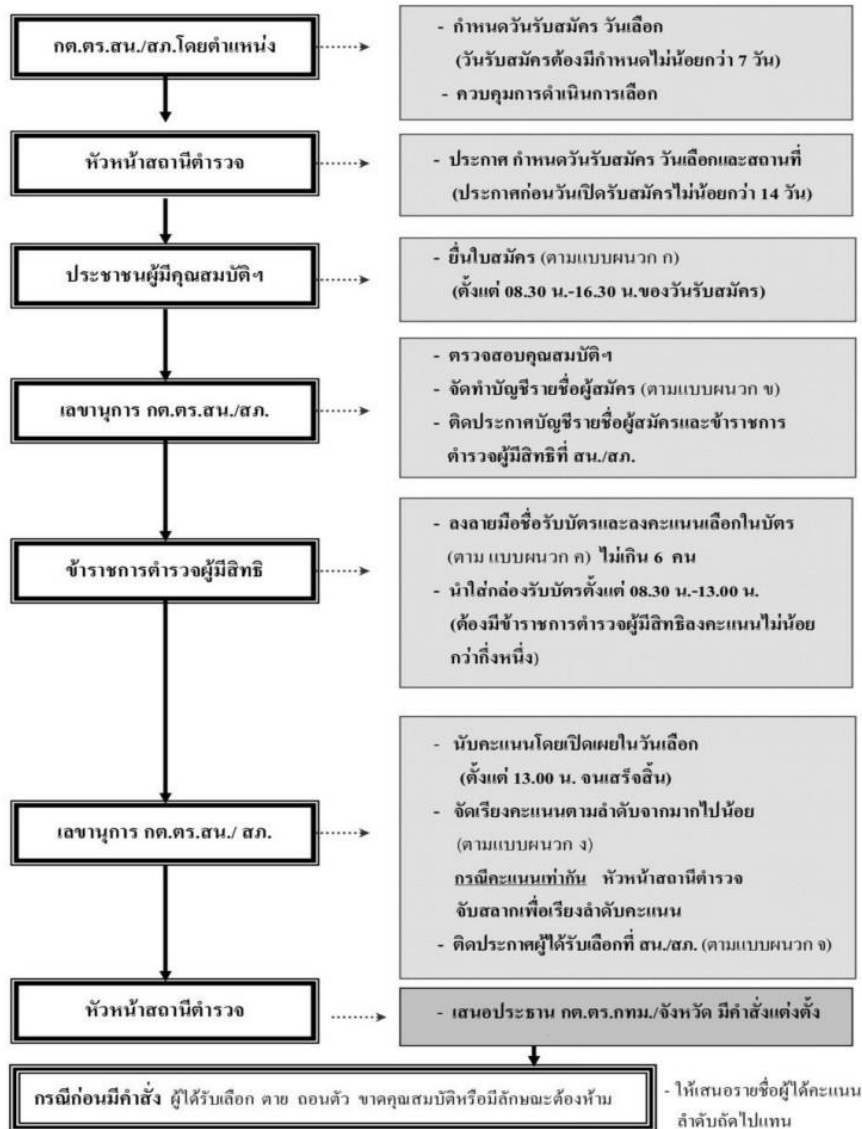 กต.ตร.สน./สภ.โดยตำแหน่ง
- กำหนดวันรับสมัคร วันเลือก
(วันรับสมัครต้องมีกำหนดไม่น้อยกว่า 7 วัน)
- ควบคุมการดำเนินการเลือก
หัวหน้าสถานีตำรวจ
- ประกาศ กำหนดวันรับสมัคร วันเลือกและสถานที่
(ประกาศก่อนวันเปิดรับสมัครไม่น้อยกว่า 14 วัน)
ประชาชนผู้มีคุณสมบัติฯ
- ยื่นใบสมัคร (ตามแบบผนวก ก)
(ตั้งแต่ 08.30 น.-16.30 น.ของวันรับสมัคร)
เลขานุการ กต.ตร.สน./สภ.
- ตรวจสอบคุณสมบัติฯ
- จัดทำบัญชีรายชื่อผู้สมัคร (ตามแบบผนวก ข)
- ติดประกาศบัญชีรายชื่อผู้สมัครและข้าราชการ
ตำรวจผู้มีสิทธิที่ สน./สภ.
ข้าราชการตำรวจผู้มีสิทธิ
- ลงลายมือชื่อรับบัตรและลงคะแนนเลือกในบัตร
(ตาม แบบผนวก ค) ไม่เกิน 6 คน
- นำใส่กล่องรับบัตรตั้งแต่ 08.30 น.-13.00 น.
(ต้องมีข้าราชการตำรวจผู้มีสิทธิลงคะแนนไม่น้อย
กว่ากึ่งหนึ่ง)
เลขานุการ กต.ตร.สน./ สภ.
- นับคะแนนโดยเปิดเผยในวันเลือก
(ตั้งแต่ 13.00 น. จนเสร็จสิ้น)
- จัดเรียงคะแนนตามลำดับจากมากไปน้อย
(ตามแบบผนวก ง)
กรณีคะแนนเท่ากัน หัวหน้าสถานีตำรวจ
จับสลากเพื่อเรียงลำดับคะแนน
- ติดประกาศผู้ได้รับเลือกที่ สน./สภ. (ตามแบบผนวก จ)
หัวหน้าสถานีตำรวจ
- เสนอประธาน กต.ตร.กทม./จังหวัด มีคำสั่งแต่งตั้ง
กรณีก่อนมีคำสั่ง ผู้ได้รับเลือก ตาย ถอนตัว ขาดคุณสมบัติหรือมีลักษณะต้องห้าม
- ให้เสนอรายชื่อผู้ได้คะแนน
ลำดับถัดไปแทน